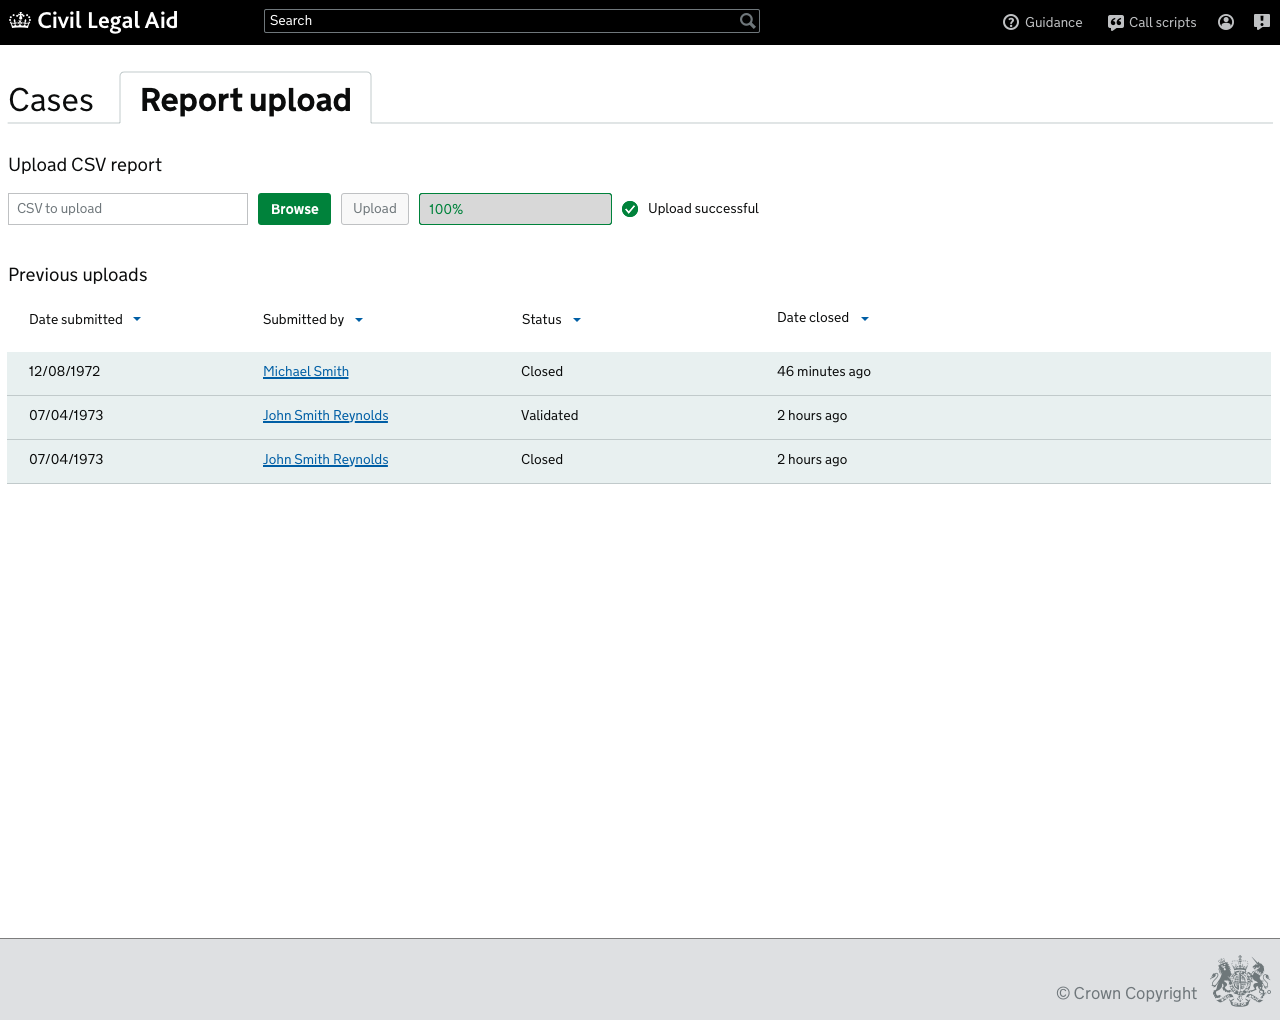 Civil Legal Aid
Search
Guidance
Call scripts
Cases
Report upload
Upload CSV report
CSV to upload
Browse
Upload
100%
Upload successful
Previous uploads
Date submitted
Submitted by
Status
Date closed
12/08/1972
Michael Smith
Closed
46 minutes ago
07/04/1973
John Smith Reynolds
Validated
2 hours ago
07/04/1973
John Smith Reynolds
Closed
2 hours ago
© Crown Copyright